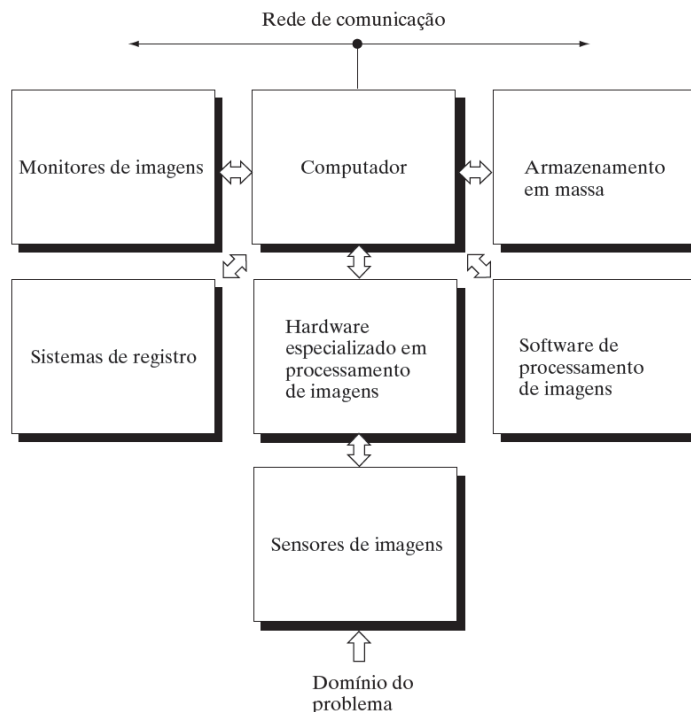 Rede de comunicação
Monitores de imagens
Computador
Armazenamento
em massa
Sistemas de registro
Hardware
especializado em
processamento
de imagens
Software de
processamento
de imagens
Sensores de imagens
Domínio do
problema